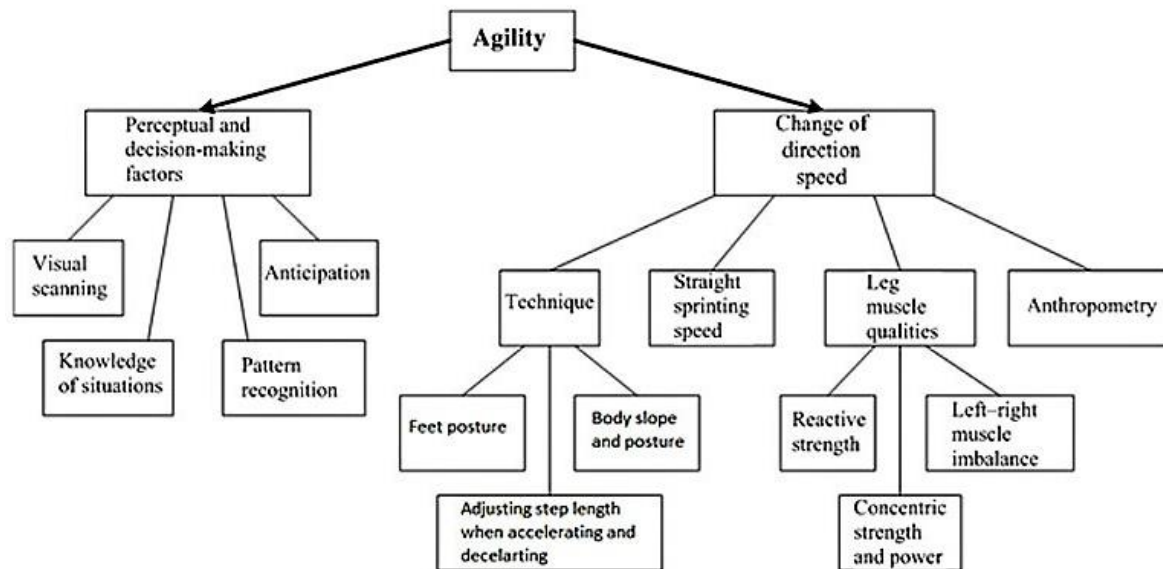 Agility
Perceptual and
decision-making
factors
Change of
direction
speed
Visual
scanning
Anticipation
Knowledge
of situations
Pattern
recognition
Technique
Straight
sprinting
speed
Leg
muscle
qualities
Anthropometry
Feet posture
Body slope
and posture
Adjusting step length
when accelerating and
decelarting
Reactive
strength
Left–right
muscle
imbalance
Concentric
strength
and power